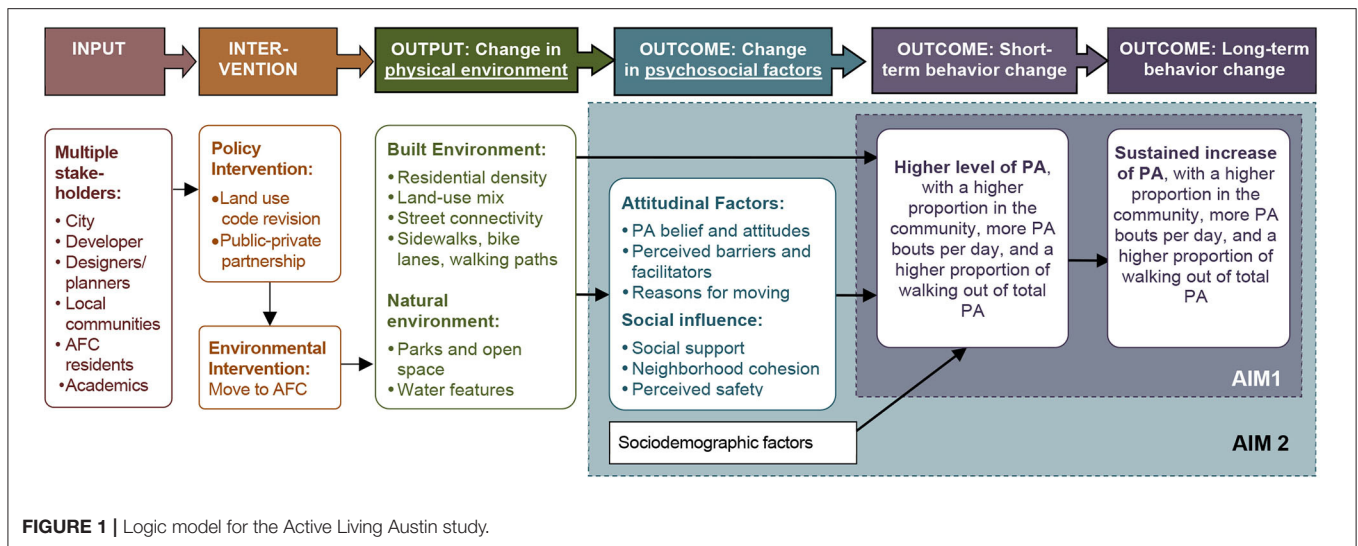 INPUT
INTER-
VENTION
OUTPUT: Change in
physical environment
OUTCOME: Change
in psychosocial factors
OUTCOME: Short-
term behavior change
OUTCOME: Long-term
behavior change
Multiple
stake-
holders:
• City
• Developer
• Designers/
planners
• Local
communities
• AFC
residents
• Academics
Policy
Intervention:
• Land use
code revision
• Public-private
partnership
Environmental
Intervention:
Move to AFC
Built Environment:
• Residential density
• Land-use mix
• Street connectivity
• Sidewalks, bike
lanes, walking paths
Natural
environment:
• Parks and open
space
• Water features
Attitudinal Factors:
• PA belief and attitudes
• Perceived barriers and
facilitators
• Reasons for moving
Social influence:
• Social support
• Neighborhood cohesion
• Perceived safety
Sociodemographic factors
Higher level of PA,
with a higher
proportion in the
community, more PA
bouts per day, and a
higher proportion of
walking out of total
PA
Sustained increase
of PA, with a higher
proportion in the
community, more PA
bouts per day, and a
higher proportion of
walking out of total
PA
AIM1
AIM 2
FIGURE 1 | Logic model for the Active Living Austin study.